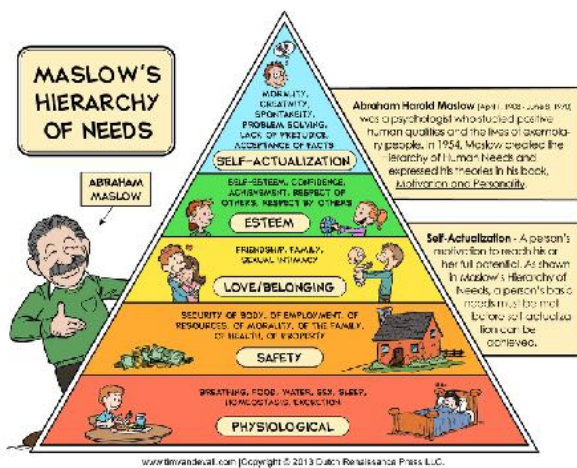 MASLOW'S
HIERARCHY
OF NEEDS
ABRAHAM
MASLOW
MORALITY,
CREATIVITY,
SPONTANEITY,
PROBLEM SOLVING,
LACK OF PREJUDICE,
ACCEPTANCE OF FACTS
SELF-ACTUALIZATION
SELF-ESTEEM, CONFIDENCE,
ACHIEVEMENT, RESPECT OF
OTHERS, RESPECT BY OTHERS
ESTEEM
FRIENDSHIP, FAMILY,
SEXUAL INTIMACY
LOVE/BELONGING
SECURITY OF BODY, OF EMPLOYMENT, OF
RESOURCES, OF MORALITY, OF THE FAMILY,
OF HEALTH, OF PROPERTY
SAFETY
BREATHING, FOOD, WATER, SEX, SLEEP,
HOMEOSTASIS, EXCRETION
PHYSIOLOGICAL
Abraham Harold Maslow (April 1, 1908 - June 8, 1970)
was a psychologist who studied positive
human qualities and the lives of exempla-
ry people. In 1954, Maslow created the
Hierarchy of Human Needs and
expressed his theories in his book,
Motivation and Personality.
Self-Actualization - A person's
motivation to reach his or
her full potential. As shown
in Maslow's Hierarchy of
Needs, a person's basic
needs must be met
before self-actualiza-
tion can be
achieved.
www.timvandevall.com | Copyright © 2013 Dutch Renaissance Press LLC.